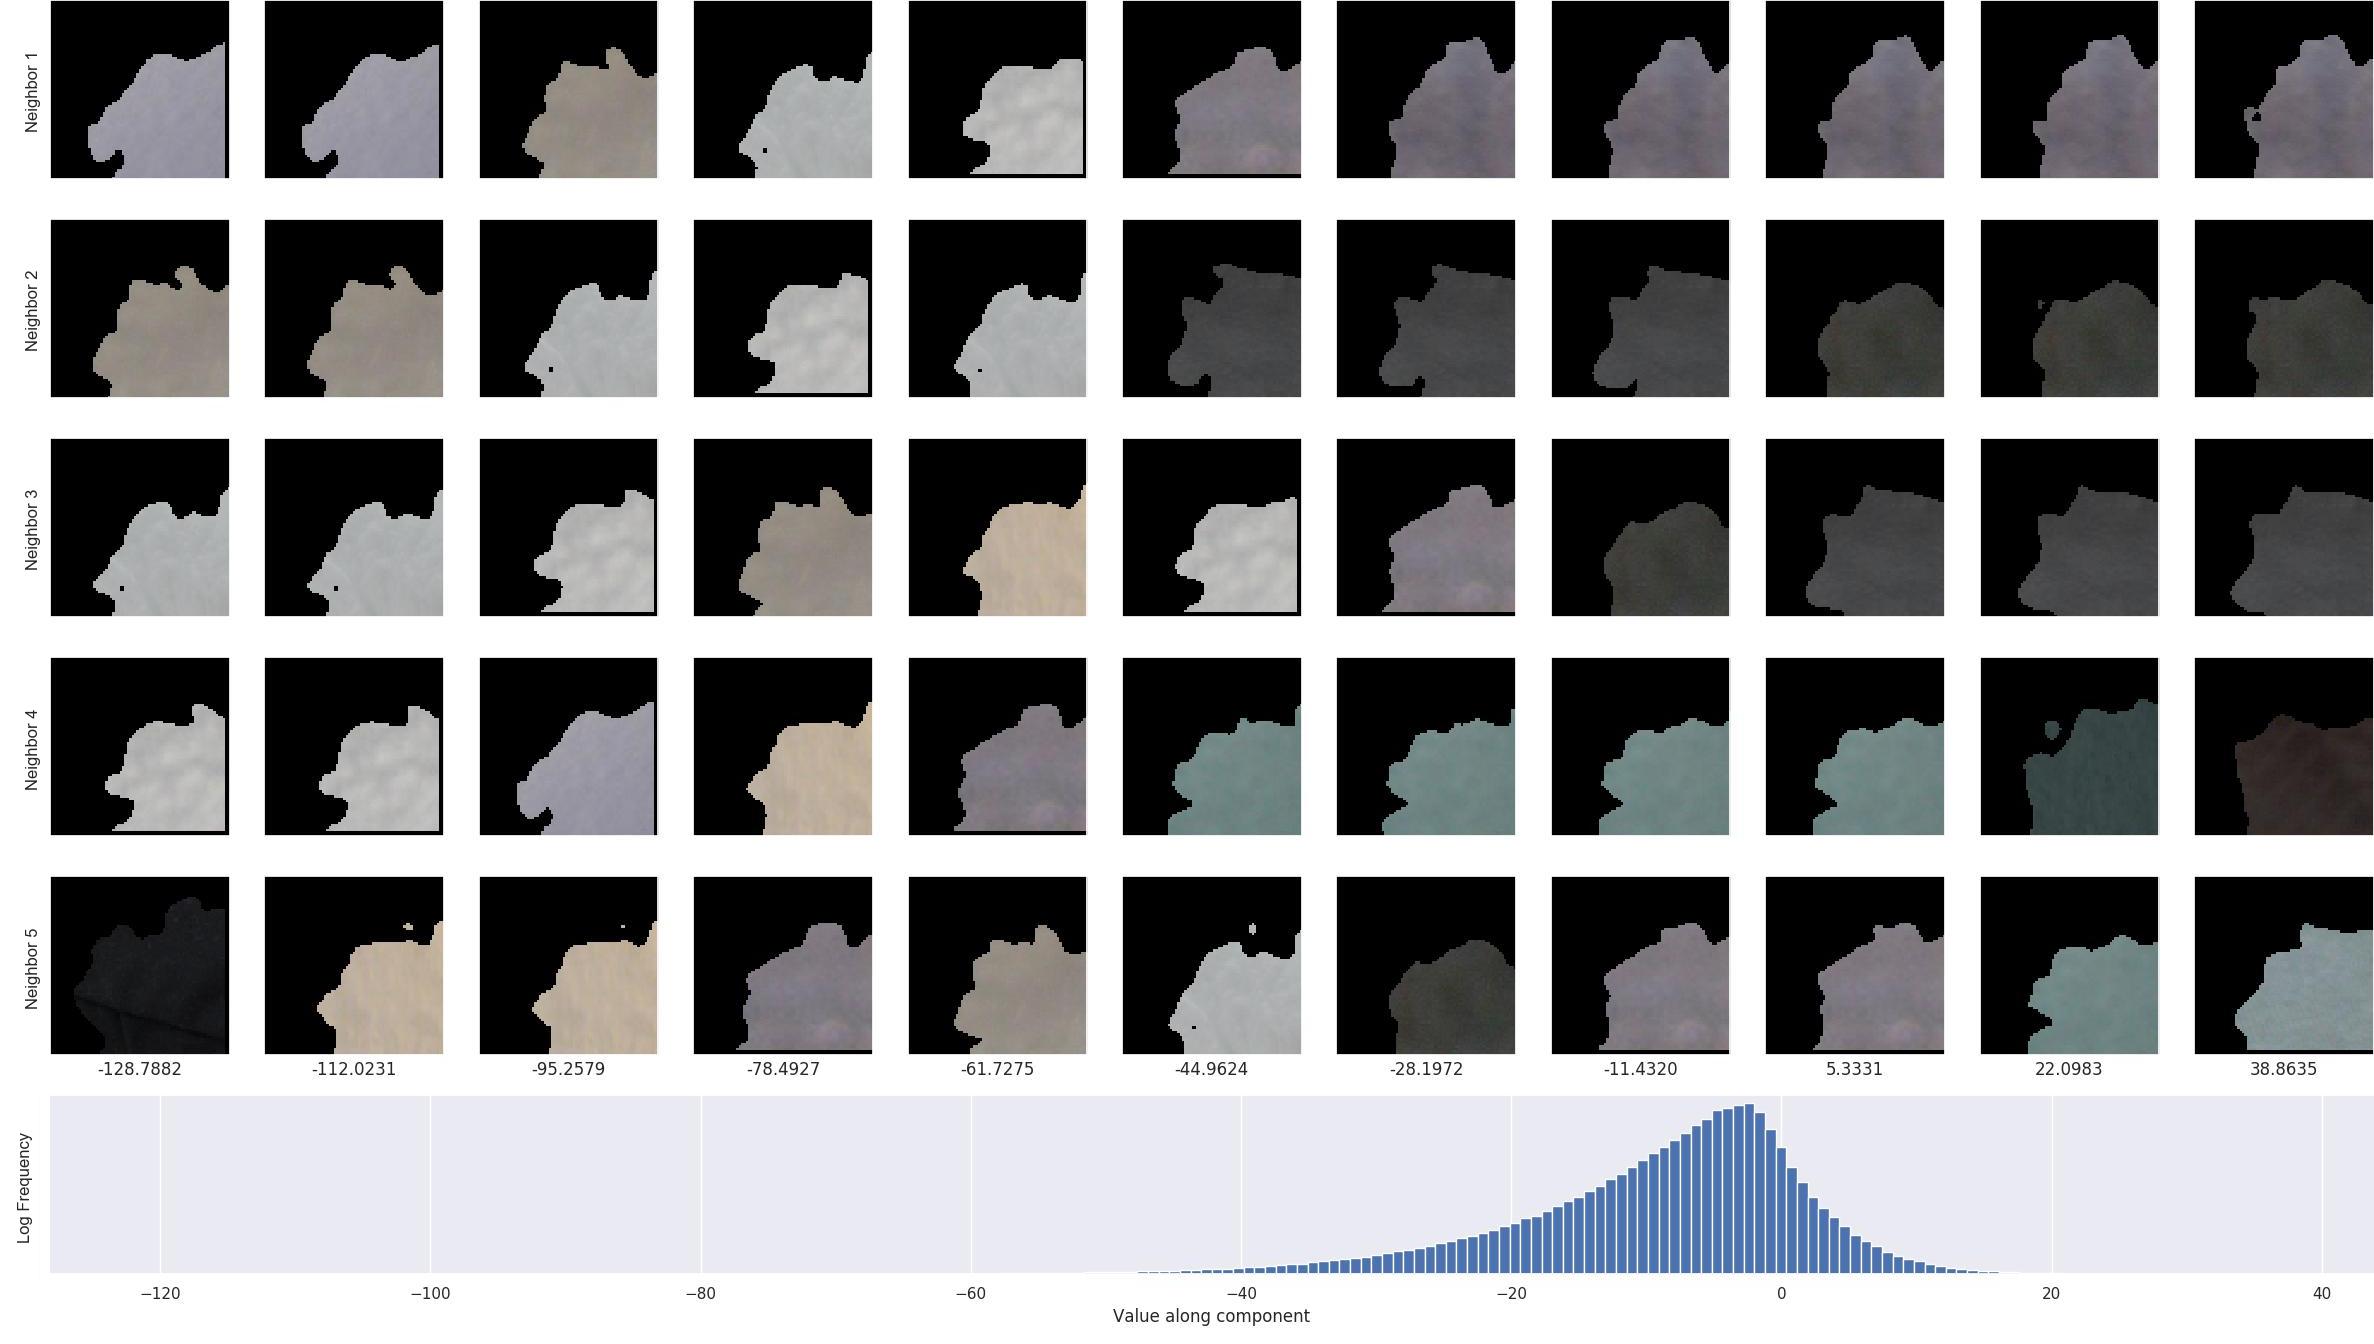 Neighbor 1
Neighbor 2
Neighbor 3
Neighbor 4
Neighbor 5
-128.7882 -112.0231 -95.2579 -78.4927 -61.7275 -44.9624 -28.1972 -11.4320 5.3331 22.0983 38.8635
Log Frequency
−120 −100 −80 −60 −40 −20 0 20 40
Value along component